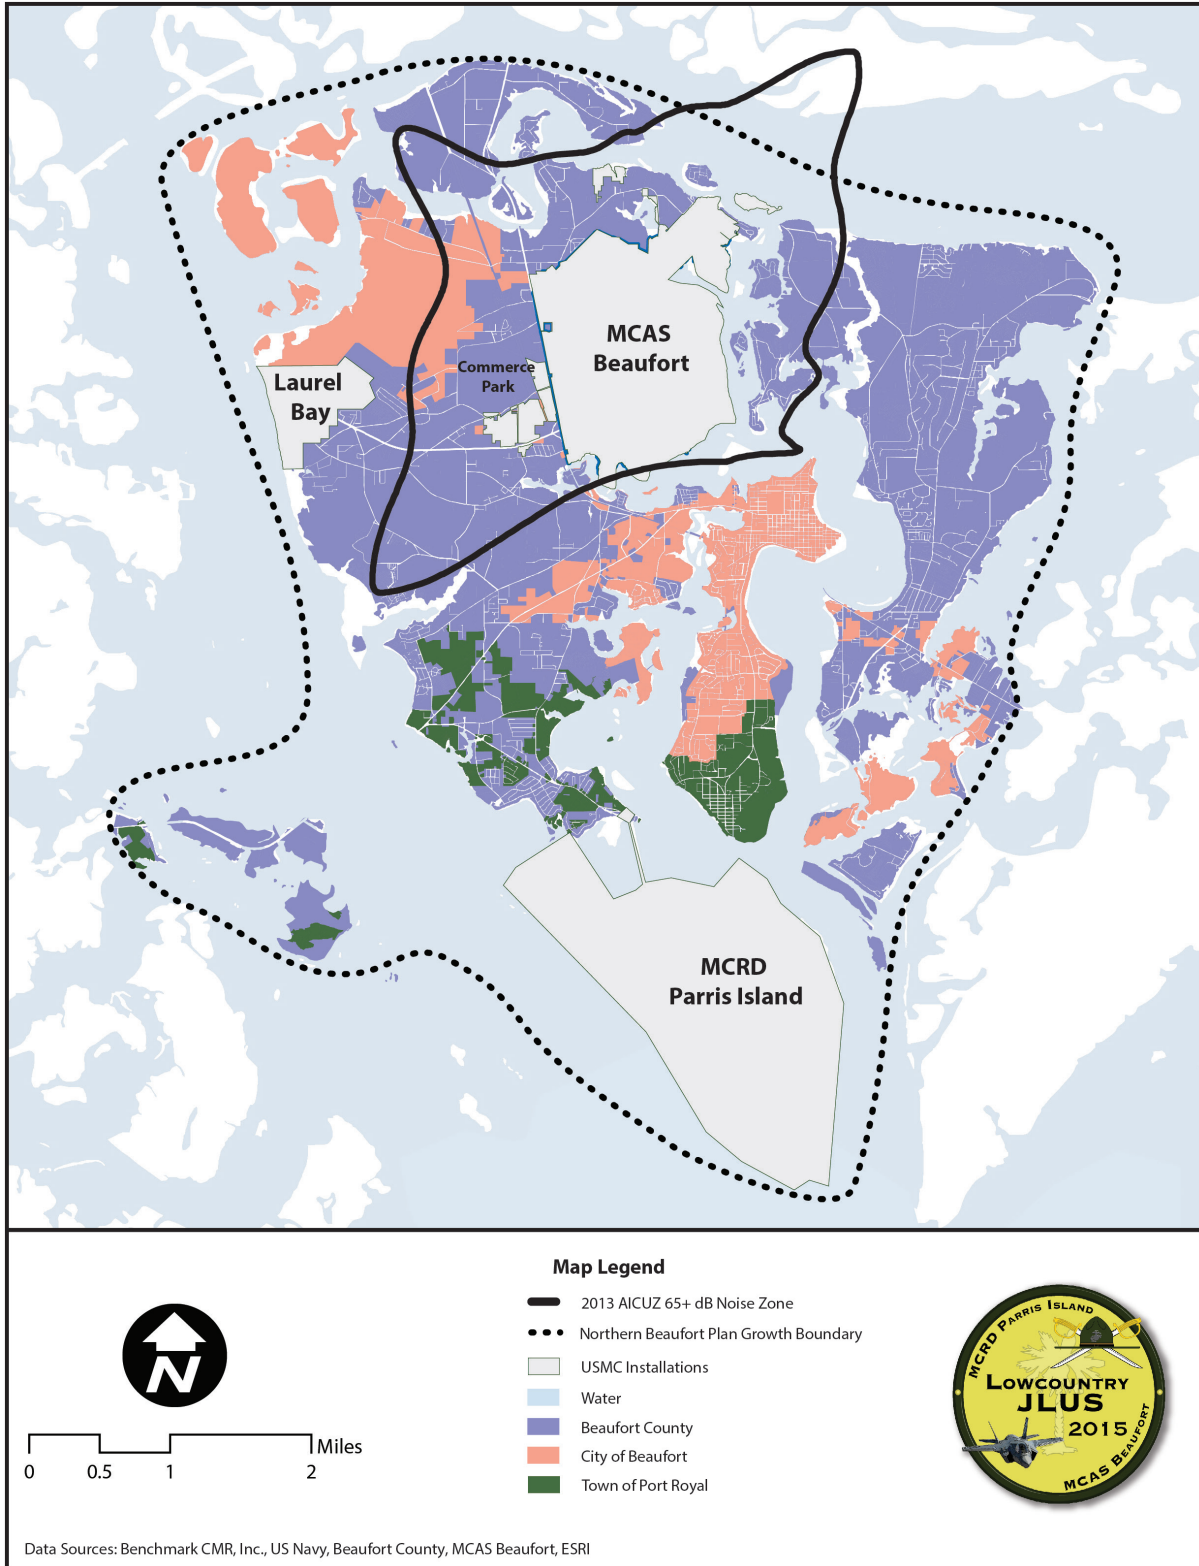 MCAS
Beaufort
Commerce
Park
Laurel
Bay
MCRD
Parris Island
Map Legend
2013 AICUZ 65+ dB Noise Zone
Northern Beaufort Plan Growth Boundary
USMC Installations
Water
Beaufort County
City of Beaufort
Town of Port Royal
N
Miles
0 0.5 1 2
MCRD PARRIS ISLAND
LOWCOUNTRY
JLUS
2015
MCAS BEAUFORT
Data Sources: Benchmark CMR, Inc., US Navy, Beaufort County, MCAS Beaufort, ESRI